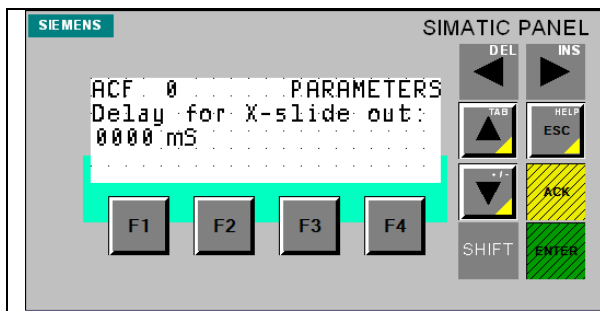 SIEMENS
SIMATIC PANEL
DEL
INS
ACF 0 PARAMETERS
Delay for X-slide out:
0000 mS
TAB
HELP
ESC
+/-
ACK
F1
F2
F3
F4
SHIFT
ENTER